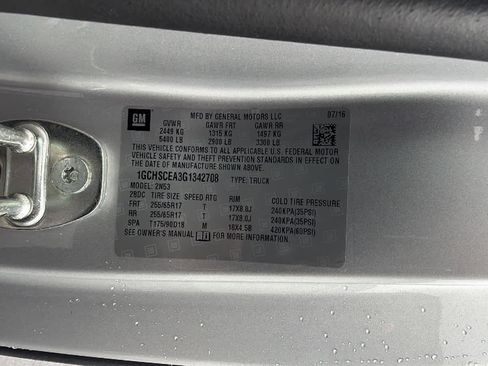 GM
MFD BY GENERAL MOTORS LLC 07/16
GVWR GAWR FRT GAWR RR
2449 KG 1315 KG 1497 KG
5400 LB 2900 LB 3300 LB
THIS VEHICLE CONFORMS TO ALL APPLICABLE U.S. FEDERAL MOTOR
VEHICLE SAFETY AND THEFT PREVENTION STANDARDS IN EFFECT ON
THE DATE OF MANUFACTURE SHOWN ABOVE.
1GCHSCEA3G1342708 TYPE: TRUCK
MODEL: 2N53
2BDC TIRE SIZE SPEED RTG RIM COLD TIRE PRESSURE
FRT 255/65R17 T 17X8.0J 240KPA(35PSI)
RR 255/65R17 T 17X8.0J 240KPA(35PSI)
SPA T175/90D18 M 18X4.5B 420KPA(60PSI)
SEE OWNER'S MANUAL FOR MORE INFORMATION.